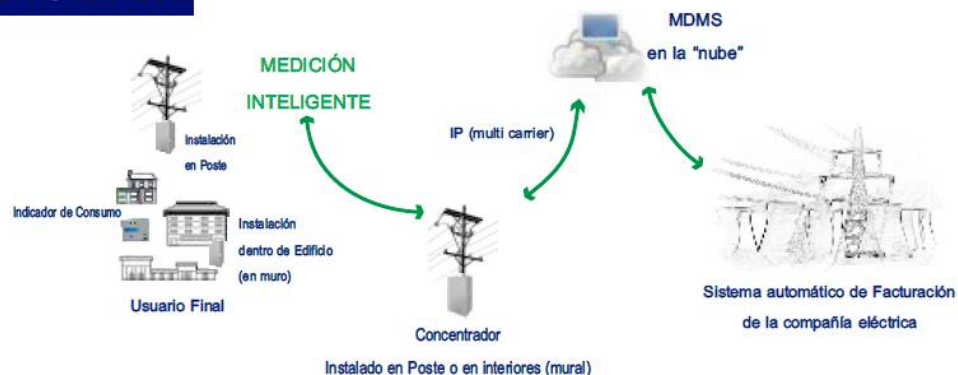 MDMS
en la "nube"
MEDICIÓN
INTELIGENTE
IP (multi carrier)
Instalación
en Poste
Indicador de Consumo
Instalación
dentro de Edificio
(en muro)
Usuario Final
Concentrador
Instalado en Poste o en interiores (mural)
Sistema automático de Facturación
de la compañía eléctrica